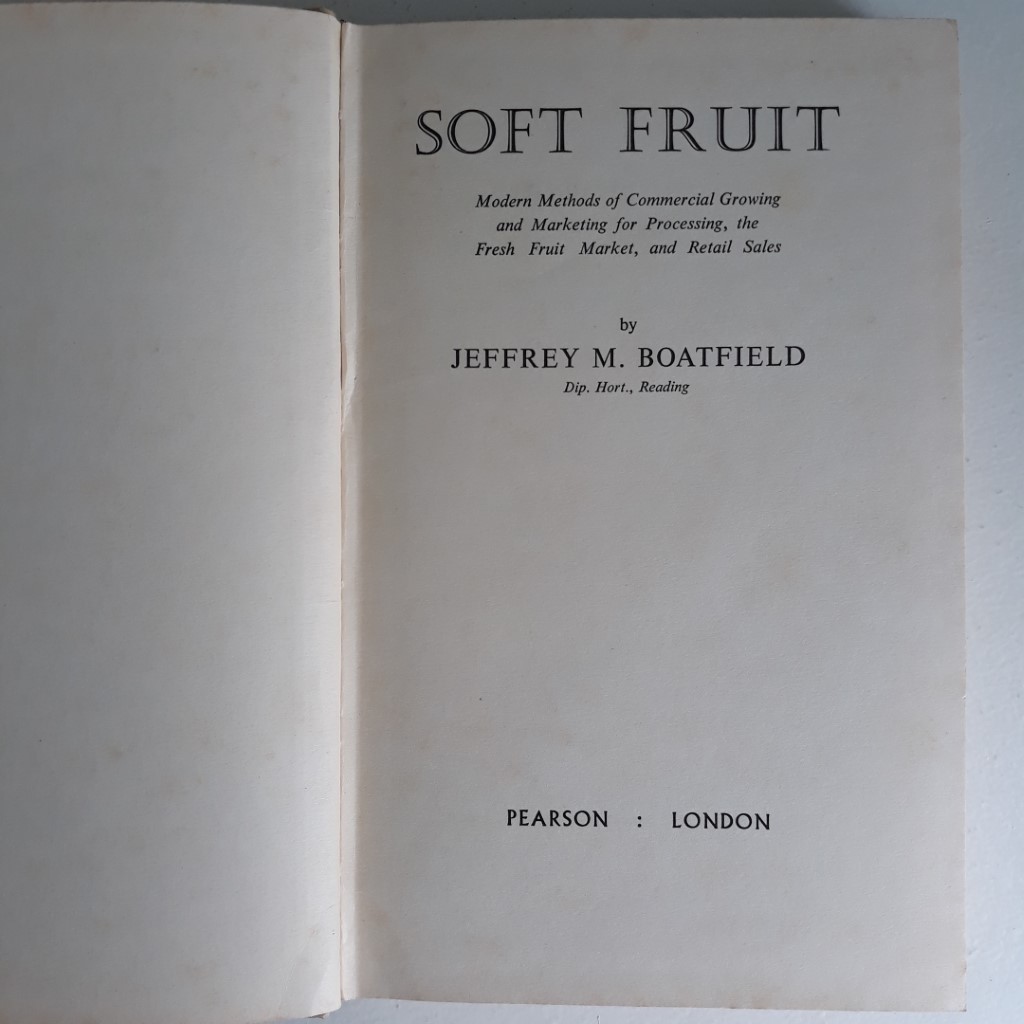 SOFT FRUIT
Modern Methods of Commercial Growing
and Marketing for Processing, the
Fresh Fruit Market, and Retail Sales
by
JEFFREY M. BOATFIELD
Dip. Hort., Reading
PEARSON : LONDON